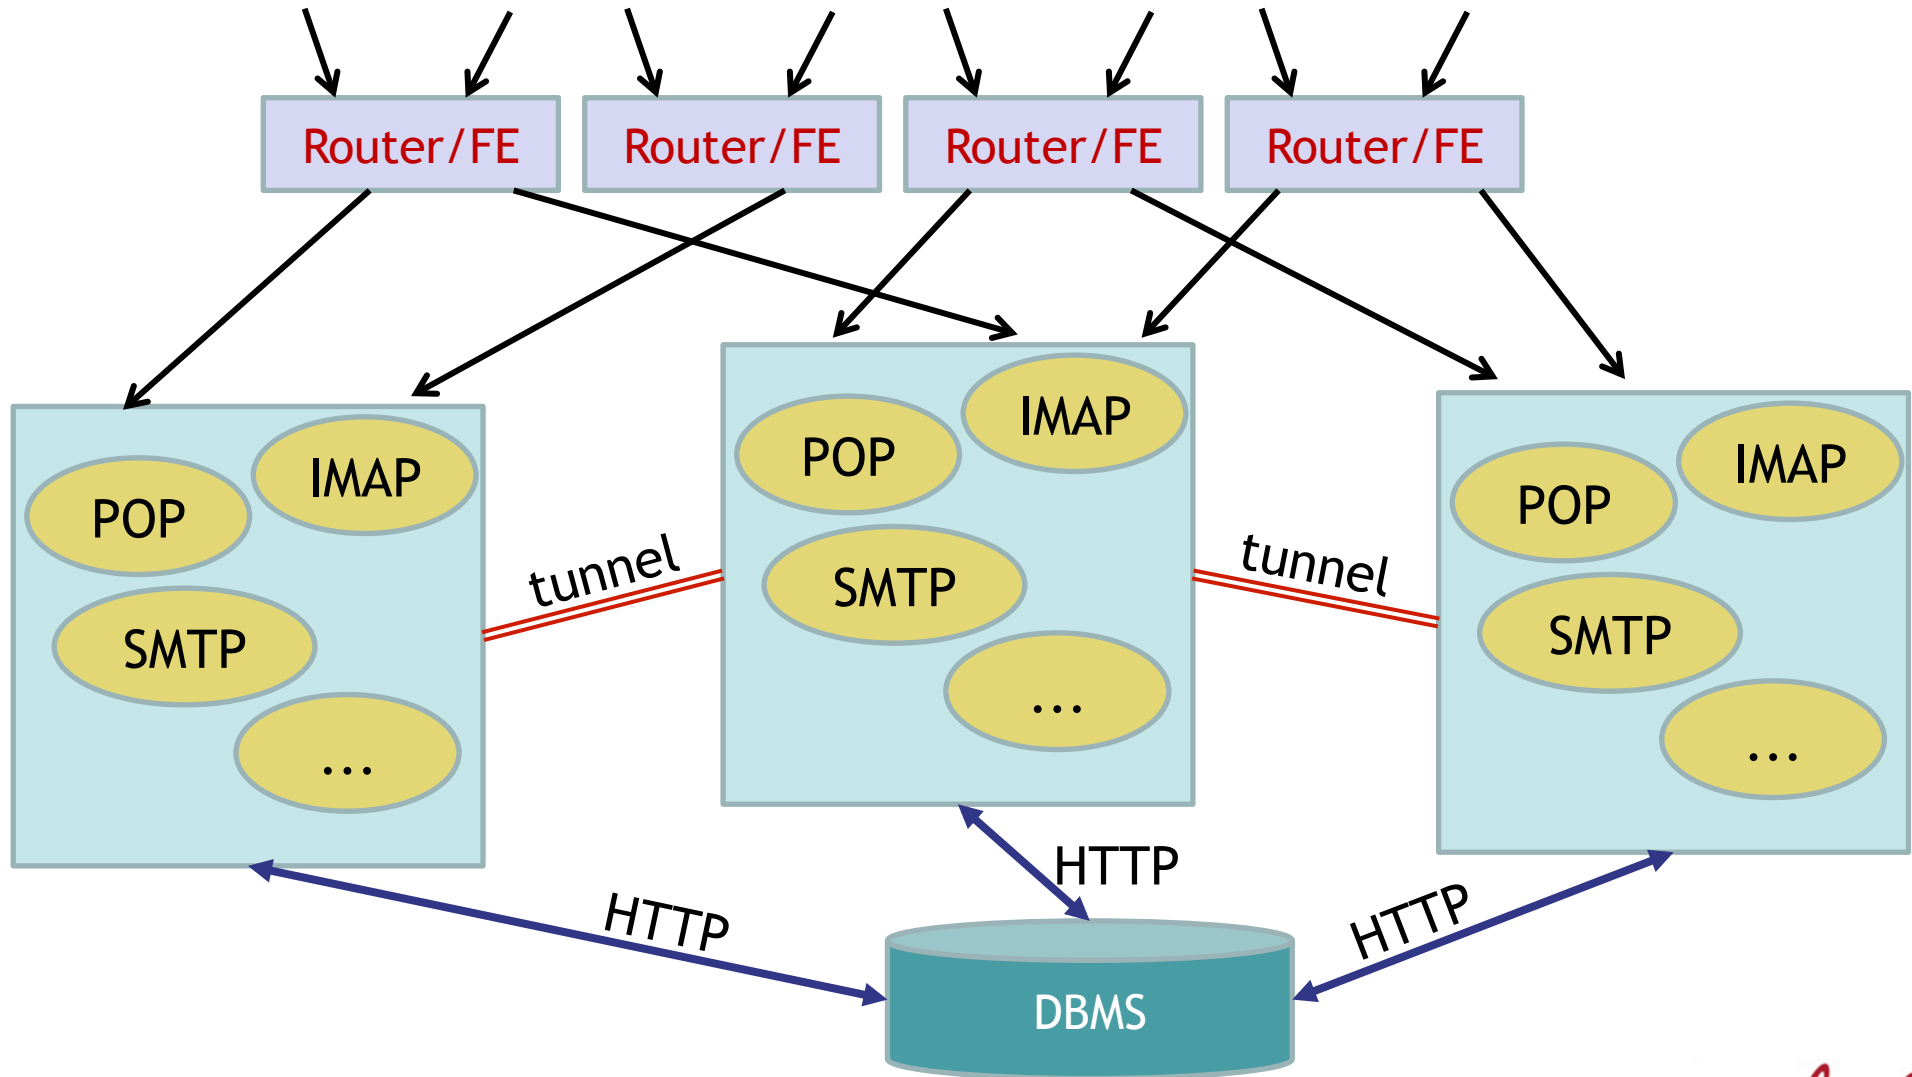 Router/FE
Router/FE
Router/FE
Router/FE
POP
IMAP
SMTP
...
tunnel
POP
IMAP
SMTP
...
tunnel
POP
IMAP
SMTP
...
HTTP
HTTP
HTTP
DBMS